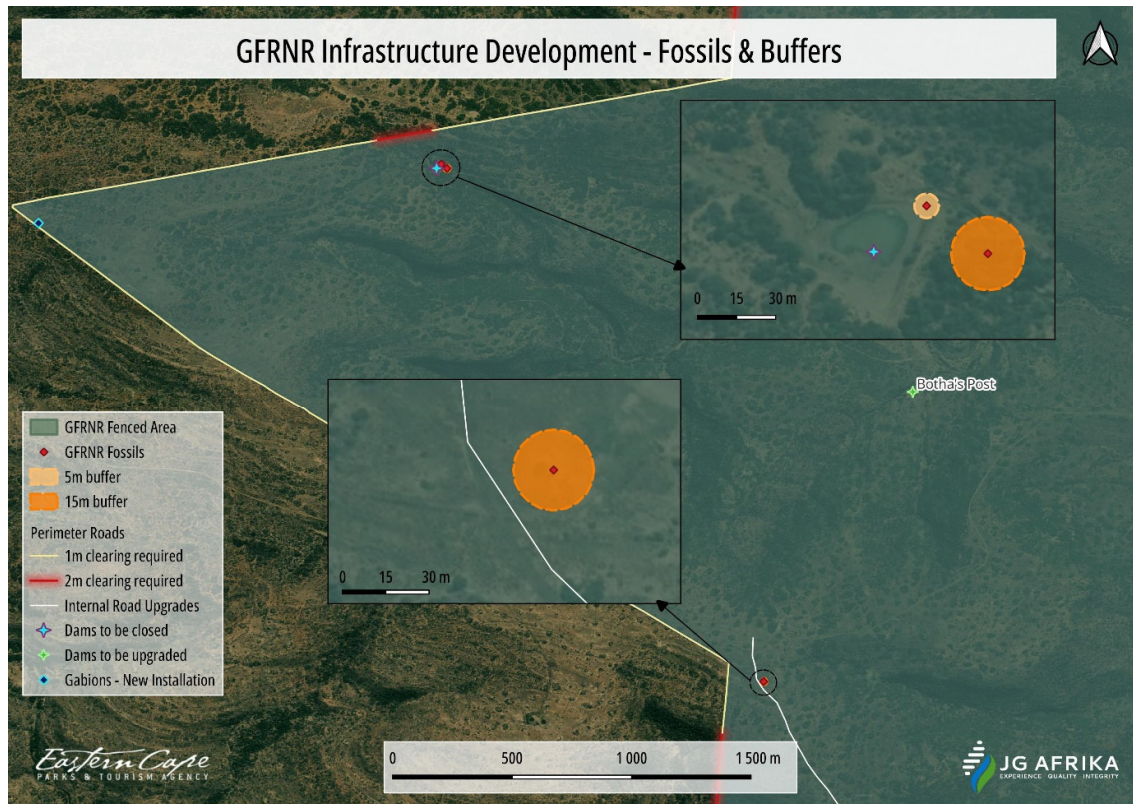 GFRNR Infrastructure Development - Fossils & Buffers
0 15 30 m
Botha's Post
GFRNR Fenced Area
GFRNR Fossils
5m buffer
15m buffer
Perimeter Roads
1m clearing required
2m clearing required
Internal Road Upgrades
Dams to be closed
Dams to be upgraded
Gabions - New Installation
0 15 30 m
Eastern Cape
PARKS & TOURISM AGENCY
0 500 1 000 1 500 m
JG AFRIKA
EXPERIENCE QUALITY INTEGRITY